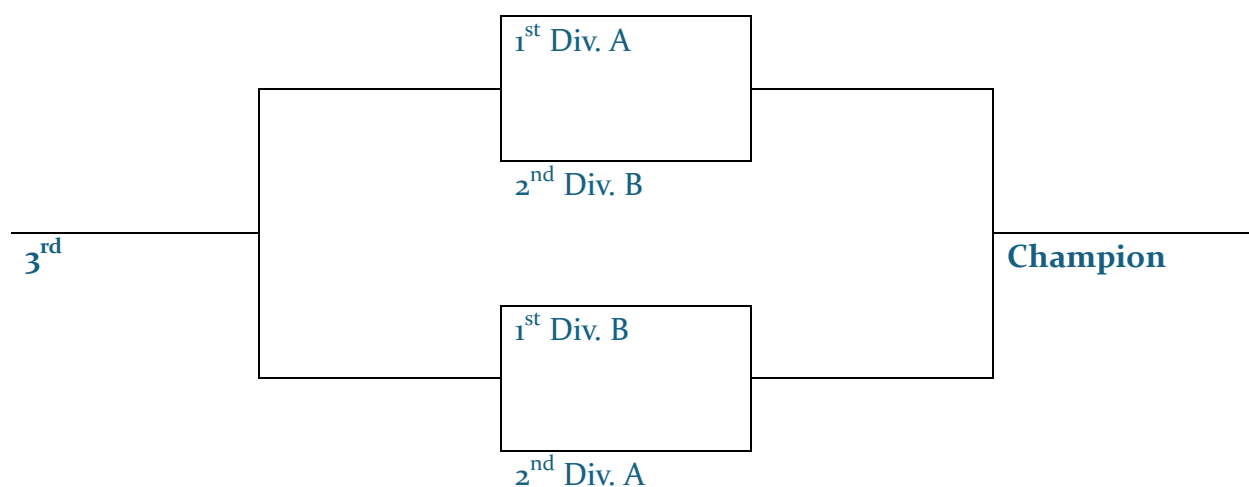 1st Div. A
2nd Div. B
3rd
Champion
1st Div. B
2nd Div. A